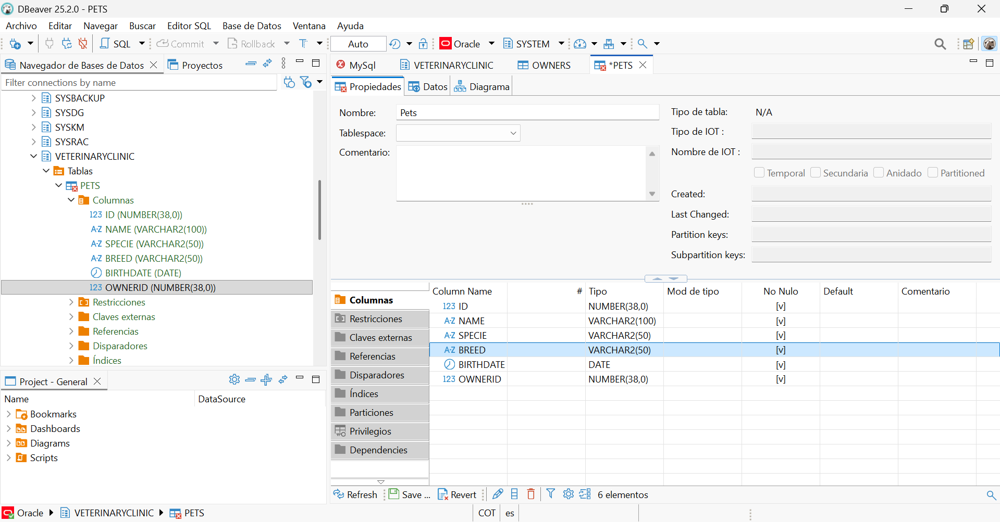 DBeaver 25.2.0 - PETS
Archivo Editar Navegar Buscar Editor SQL Base de Datos Ventana Ayuda
SQL Commit Rollback T Auto Oracle SYSTEM
Navegador de Bases de Datos Proyectos
MySql VETERINARYCLINIC OWNERS *PETS
Filter connections by name
SYSBACKUP
SYSDG
SYSKM
SYSRAC
VETERINARYCLINIC
Tablas
PETS
Columnas
123 ID (NUMBER(38,0))
A-Z NAME (VARCHAR2(100))
A-Z SPECIE (VARCHAR2(50))
A-Z BREED (VARCHAR2(50))
BIRTHDATE (DATE)
123 OWNERID (NUMBER(38,0))
Restricciones
Claves externas
Referencias
Disparadores
Índices
Project - General
Name DataSource
Bookmarks
Dashboards
Diagrams
Scripts
Propiedades Datos Diagrama
Nombre: Pets
Tablespace:
Comentario:
Tipo de tabla: N/A
Tipo de IOT :
Nombre de IOT :
Temporal Secundaria Anidado Partitioned
Created:
Last Changed:
Partition keys:
Subpartition keys:
Columnas
Restricciones
Claves externas
Referencias
Disparadores
Índices
Particiones
Privilegios
Dependencies
Column Name # Tipo Mod de tipo No Nulo Default Comentario
123 ID NUMBER(38,0) [v]
A-Z NAME VARCHAR2(100) [v]
A-Z SPECIE VARCHAR2(50) [v]
A-Z BREED VARCHAR2(50) [v]
BIRTHDATE DATE [v]
123 OWNERID NUMBER(38,0) [v]
Refresh Save ... Revert 6 elementos
Oracle VETERINARYCLINIC PETS COT es